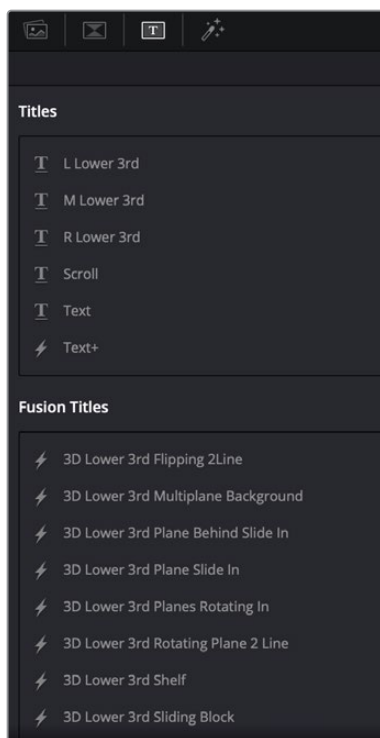 Titles
L Lower 3rd
M Lower 3rd
R Lower 3rd
Scroll
Text
Text+
Fusion Titles
3D Lower 3rd Flipping 2Line
3D Lower 3rd Multiplane Background
3D Lower 3rd Plane Behind Slide In
3D Lower 3rd Plane Slide In
3D Lower 3rd Planes Rotating In
3D Lower 3rd Rotating Plane 2 Line
3D Lower 3rd Shelf
3D Lower 3rd Sliding Block